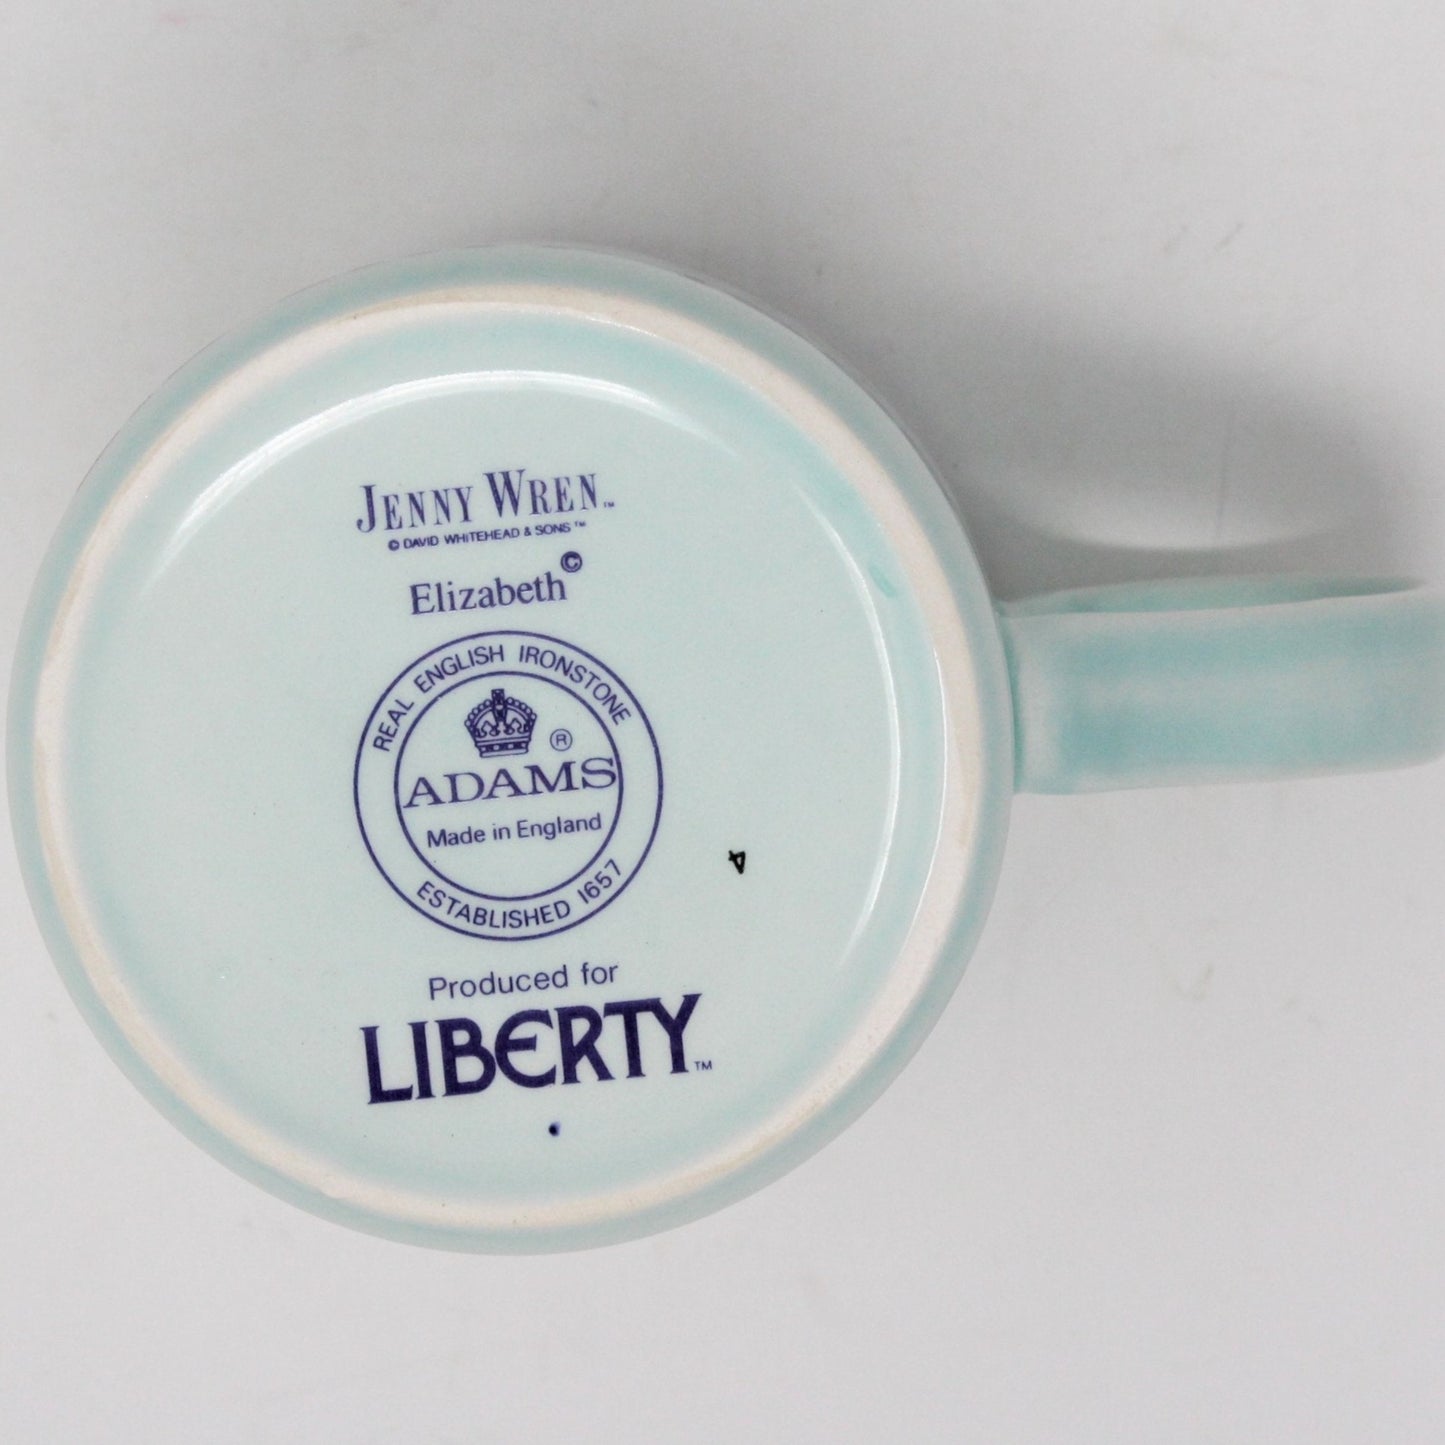 JENNY WREN™
© DAVID WHITEHEAD & SONS™
Elizabeth©
REAL ENGLISH IRONSTONE
®
ADAMS
Made in England
ESTABLISHED 1657
4
Produced for
LIBERTY™